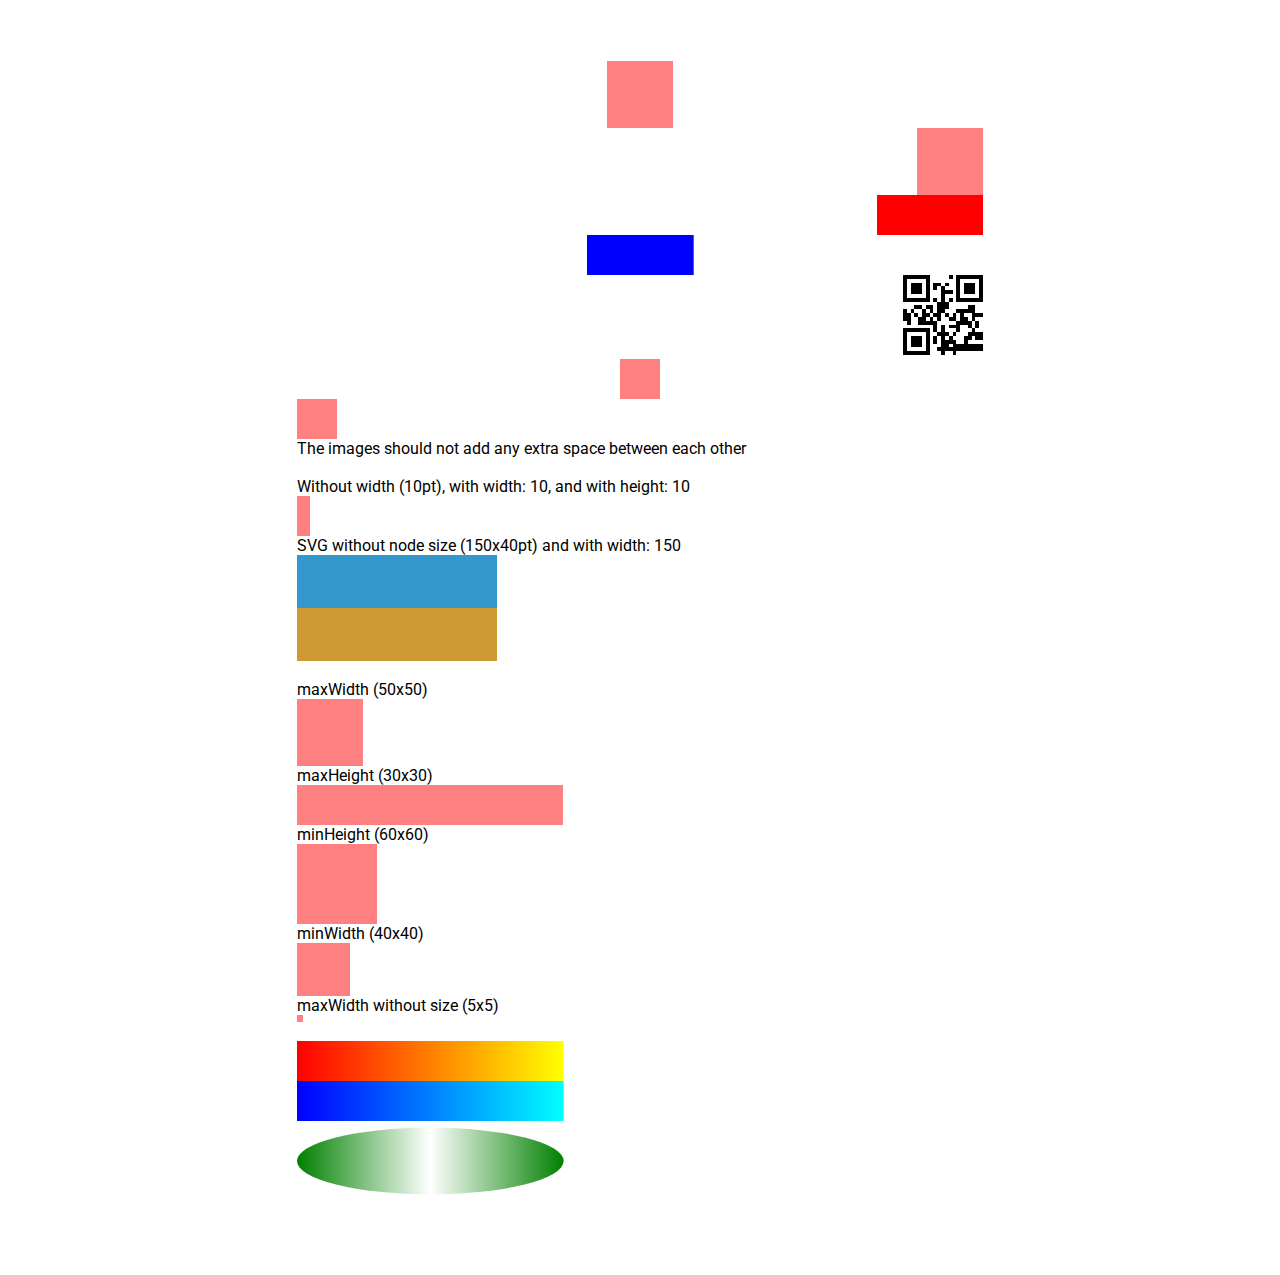 The images should not add any extra space between each other
Without width (10pt), with width: 10, and with height: 10
SVG without node size (150x40pt) and with width: 150
maxWidth (50x50)
maxHeight (30x30)
minHeight (60x60)
minWidth (40x40)
maxWidth without size (5x5)